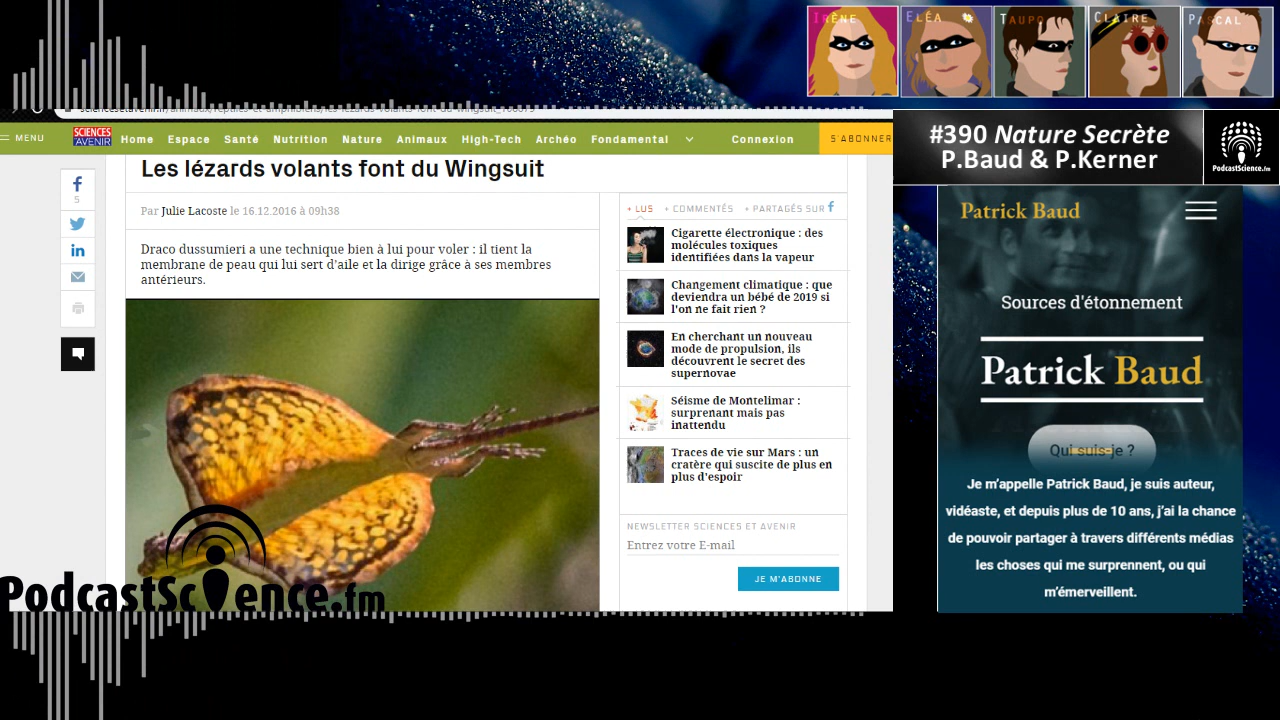 IRÈNE
ELÉA
TAUPO
CLAIRE
PASCAL
MENU
SCIENCES
AVENIR
Home
Espace
Santé
Nutrition
Nature
Animaux
High-Tech
Archéo
Fondamental
Connexion
S'ABONNER
#390 Nature Secrète
P.Baud & P.Kerner
PodcastScience.fm
Les lézards volants font du Wingsuit
Par Julie Lacoste le 16.12.2016 à 09h38
Draco dussumieri a une technique bien à lui pour voler : il tient la
membrane de peau qui lui sert d'aile et la dirige grâce à ses membres
antérieurs.
5
+ LUS
+ COMMENTÉS
+ PARTAGÉS SUR
Cigarette électronique : des
molécules toxiques
identifiées dans la vapeur
Changement climatique : que
deviendra un bébé de 2019 si
l'on ne fait rien ?
En cherchant un nouveau
mode de propulsion, ils
découvrent le secret des
supernovae
Séisme de Montelimar :
surprenant mais pas
inattendu
Traces de vie sur Mars : un
cratère qui suscite de plus en
plus d'espoir
NEWSLETTER SCIENCES ET AVENIR
Entrez votre E-mail
JE M'ABONNE
Patrick Baud
Sources d'étonnement
Patrick Baud
Qui suis-je ?
Je m'appelle Patrick Baud, je suis auteur,
vidéaste, et depuis plus de 10 ans, j'ai la chance
de pouvoir partager à travers différents médias
les choses qui me surprennent, ou qui
m'émerveillent.
PodcastScience.fm